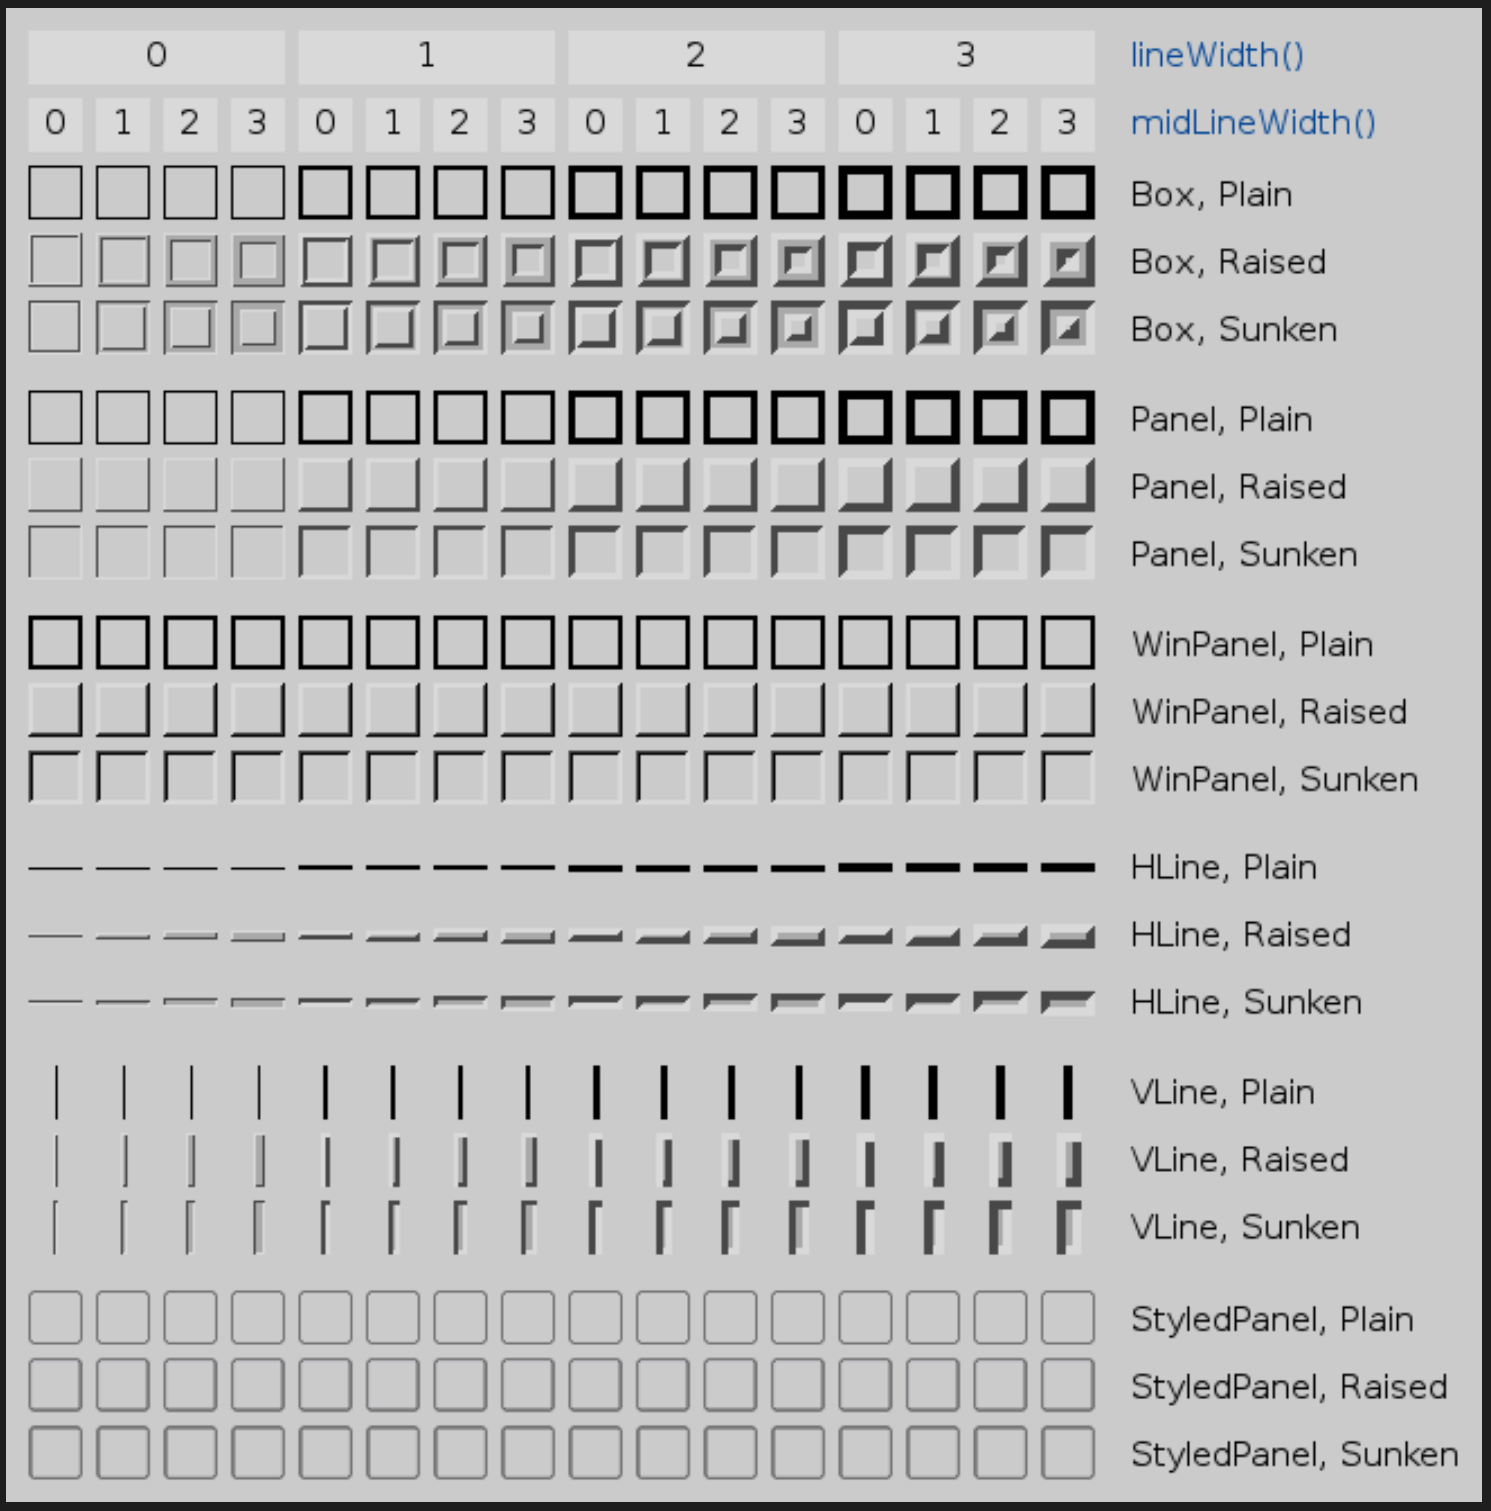 0 1 2 3 lineWidth()
0 1 2 3 0 1 2 3 0 1 2 3 0 1 2 3 midLineWidth()
Box, Plain
Box, Raised
Box, Sunken
Panel, Plain
Panel, Raised
Panel, Sunken
WinPanel, Plain
WinPanel, Raised
WinPanel, Sunken
HLine, Plain
HLine, Raised
HLine, Sunken
VLine, Plain
VLine, Raised
VLine, Sunken
StyledPanel, Plain
StyledPanel, Raised
StyledPanel, Sunken